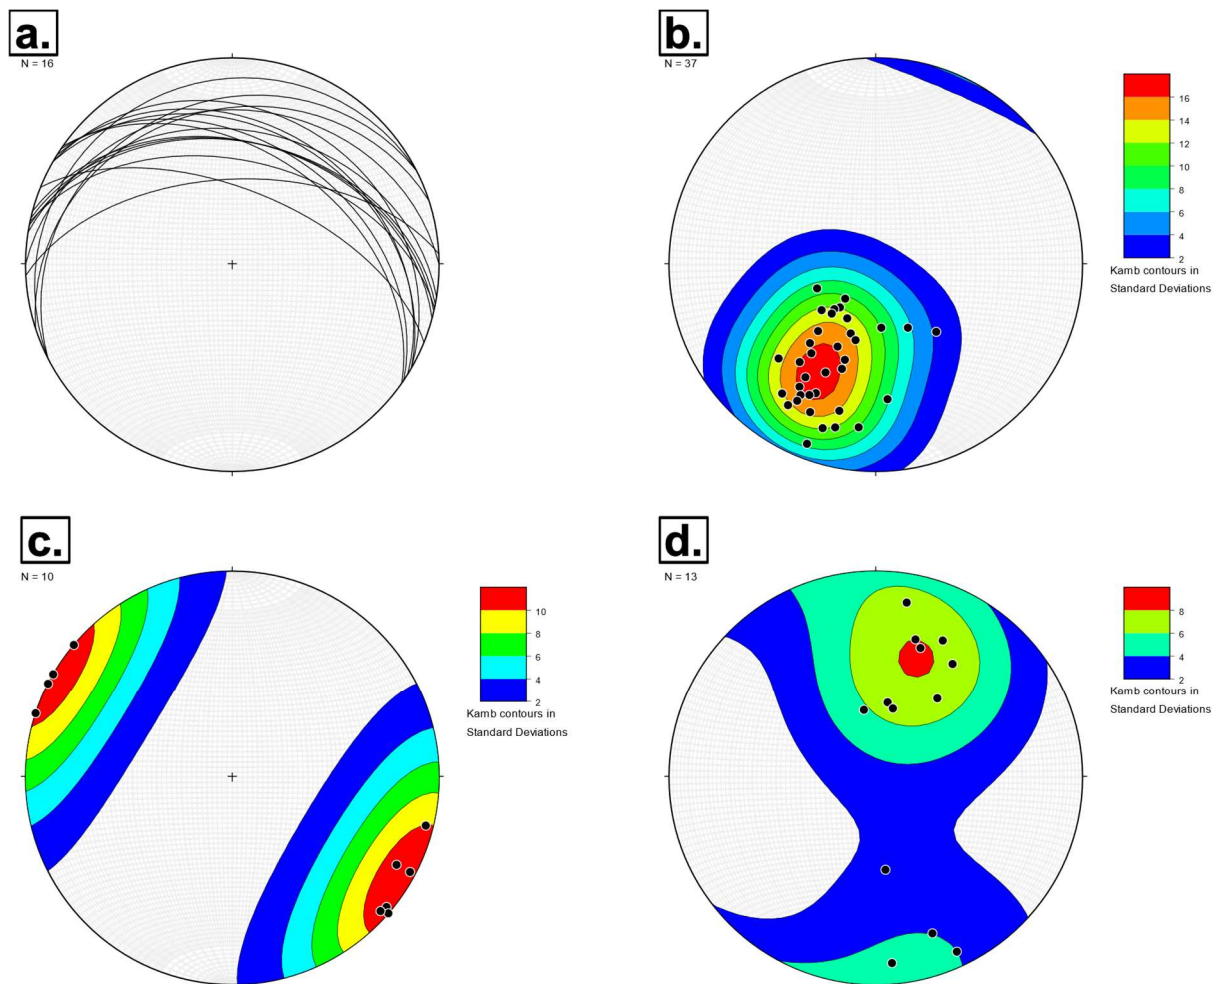 a.
N = 16
b.
N = 37
16
14
12
10
8
6
4
2
Kamb contours in
Standard Deviations
c.
N = 10
10
8
6
4
2
Kamb contours in
Standard Deviations
d.
N = 13
8
6
4
2
Kamb contours in
Standard Deviations